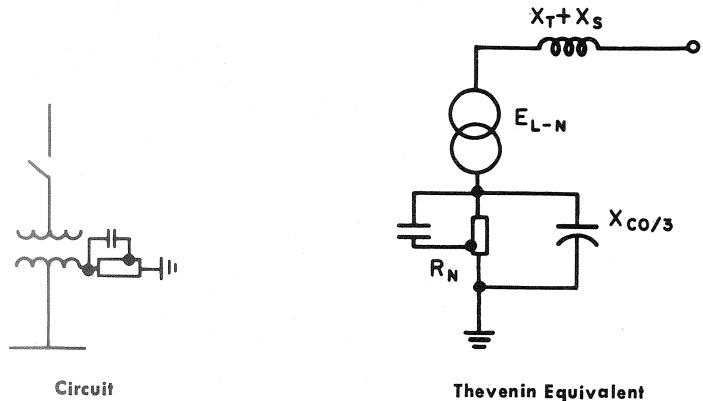 X_T + X_S
E_L-N
X_CO/3
R_N
Circuit
Thevenin Equivalent